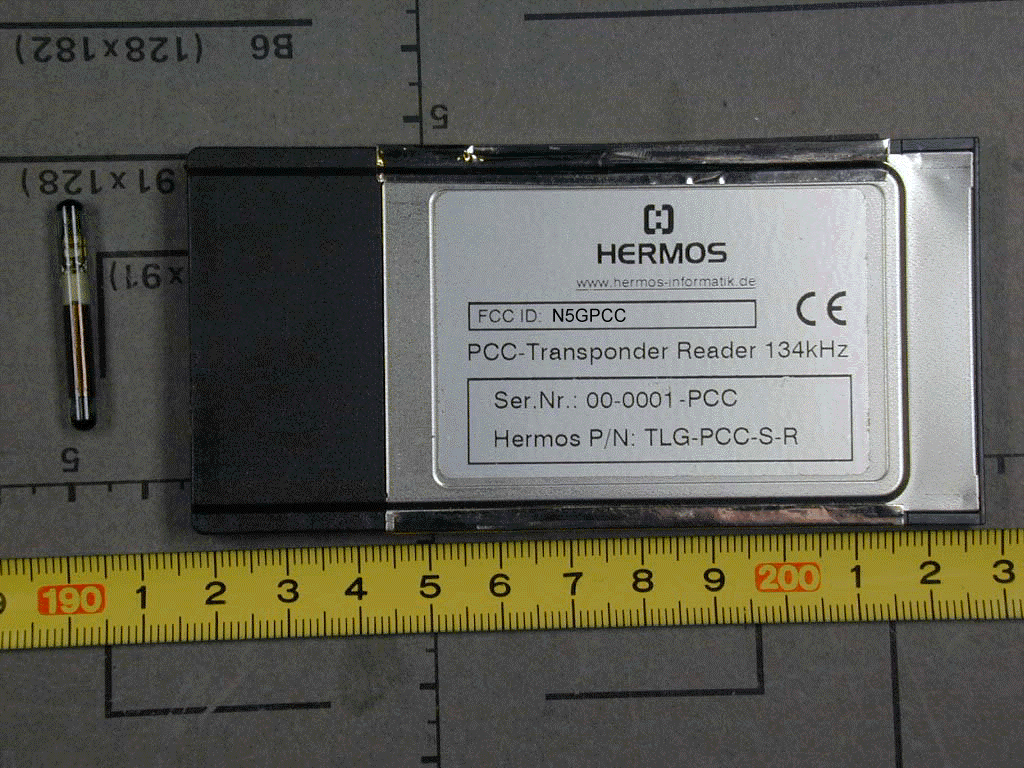 B6 (128x182)
5
91x128)
x91)
HERMOS
www.hermos-informatik.de
FCC ID: N5GPCC
CE
PCC-Transponder Reader 134kHz
Ser.Nr.: 00-0001-PCC
Hermos P/N: TLG-PCC-S-R
5
9 190 1 2 3 4 5 6 7 8 9 200 1 2 3